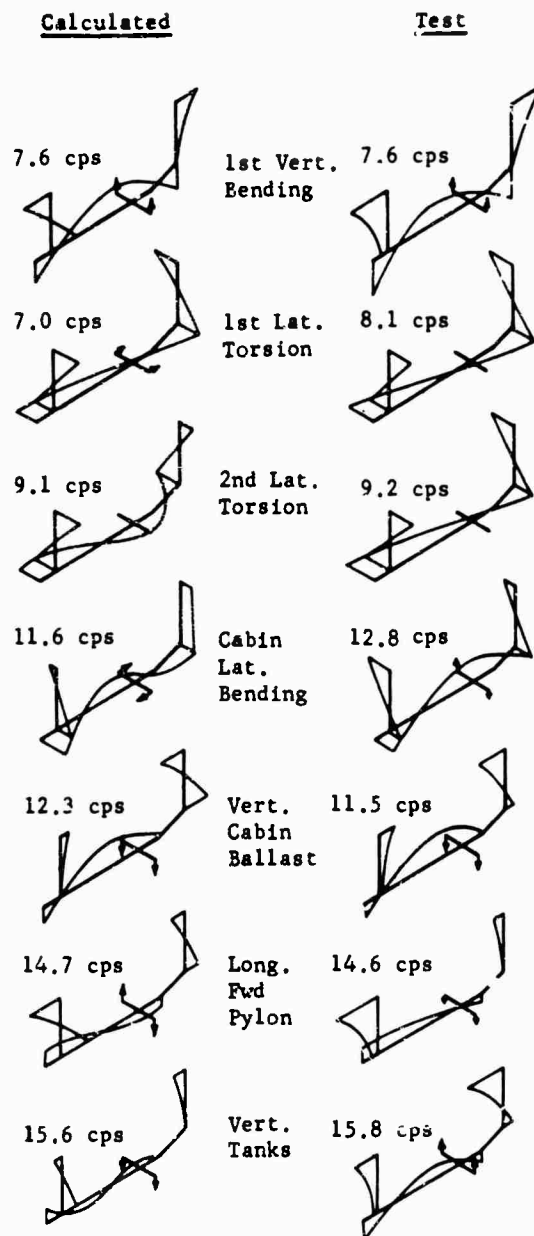 Calculated
Test
7.6 cps
1st Vert.
Bending
7.6 cps
7.0 cps
1st Lat.
Torsion
8.1 cps
9.1 cps
2nd Lat.
Torsion
9.2 cps
11.6 cps
Cabin
Lat.
Bending
12.8 cps
12.3 cps
Vert.
Cabin
Ballast
11.5 cps
14.7 cps
Long.
Fwd
Pylon
14.6 cps
15.6 cps
Vert.
Tanks
15.8 cps